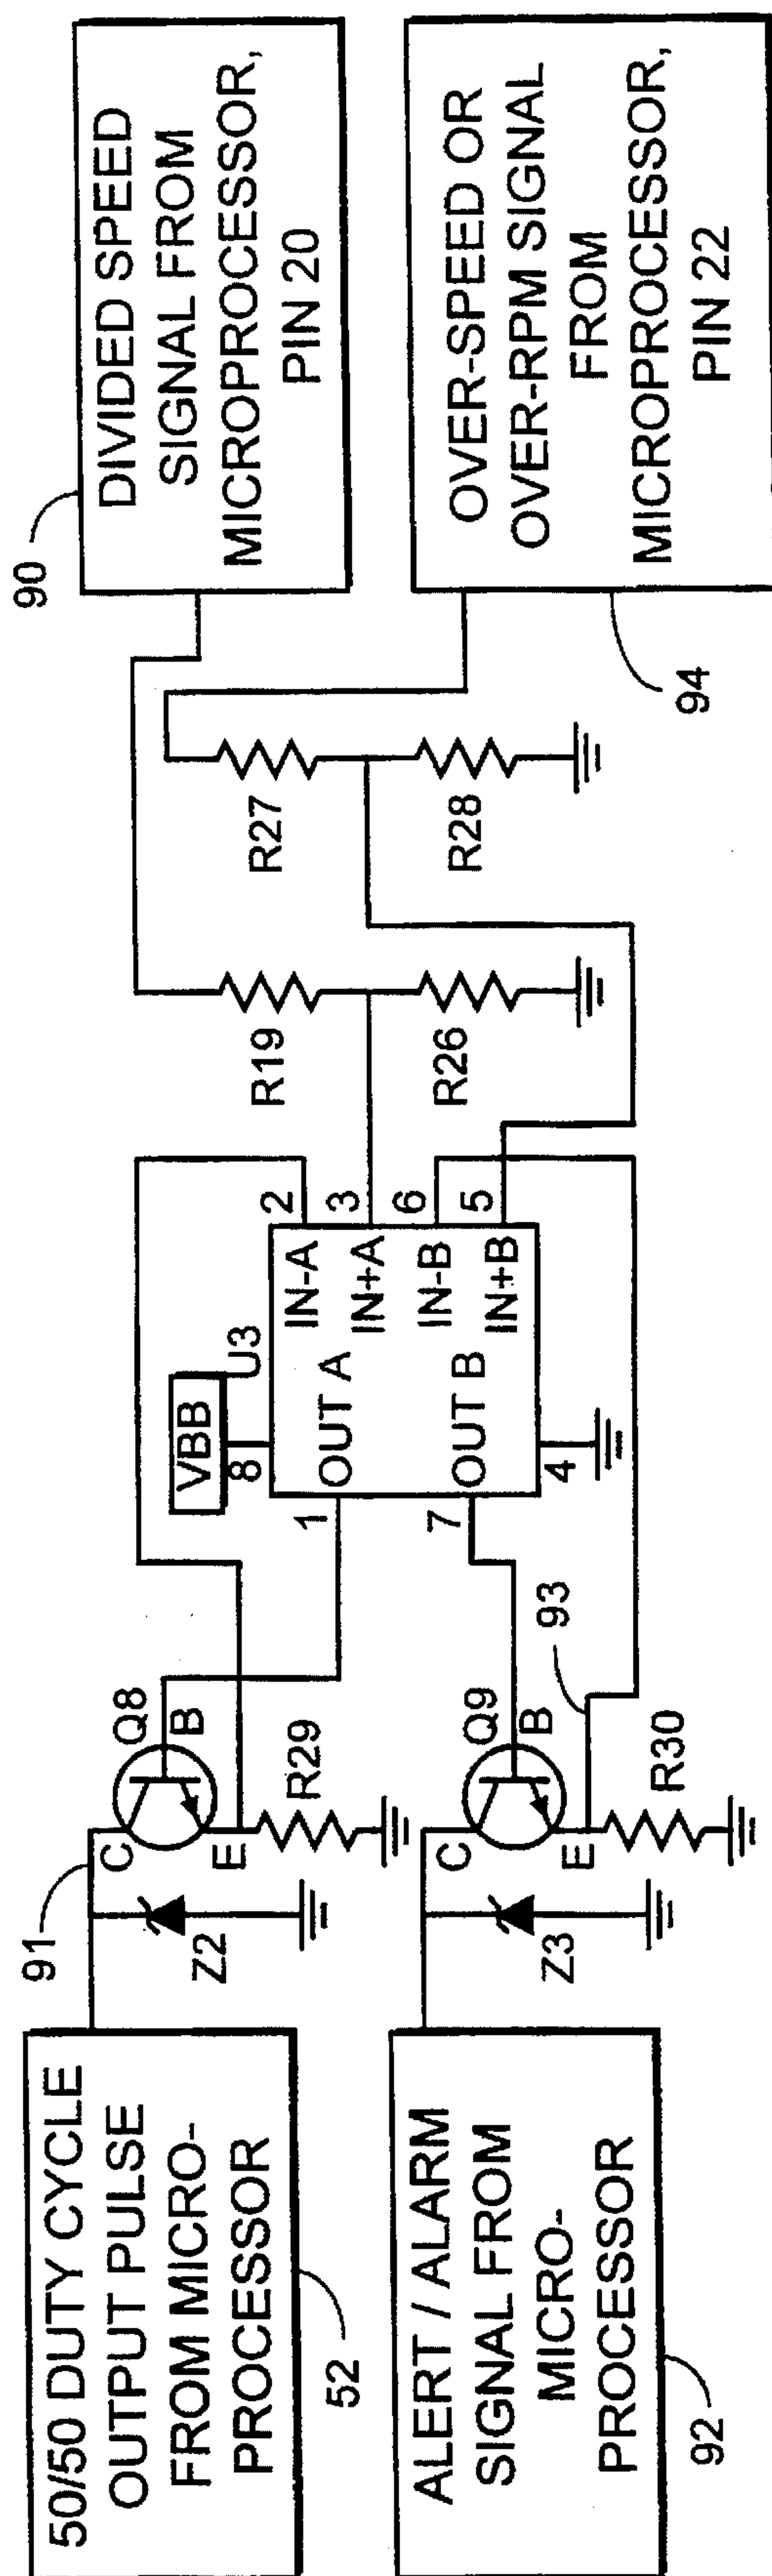 50/50 DUTY CYCLE
OUTPUT PULSE
FROM MICRO-
PROCESSOR
52
ALERT / ALARM
SIGNAL FROM
MICRO-
PROCESSOR
92
91
C
Q8
B
E
Z2
R29
C
Q9
B
E
Z3
R30
93
VBB
U3
8
1
OUT A
7
OUT B
4
IN-A
2
IN+A
3
IN-B
6
IN+B
5
R19
R26
R27
R28
90
DIVIDED SPEED
SIGNAL FROM
MICROPROCESSOR,
PIN 20
OVER-SPEED OR
OVER-RPM SIGNAL
FROM
MICROPROCESSOR,
PIN 22
94